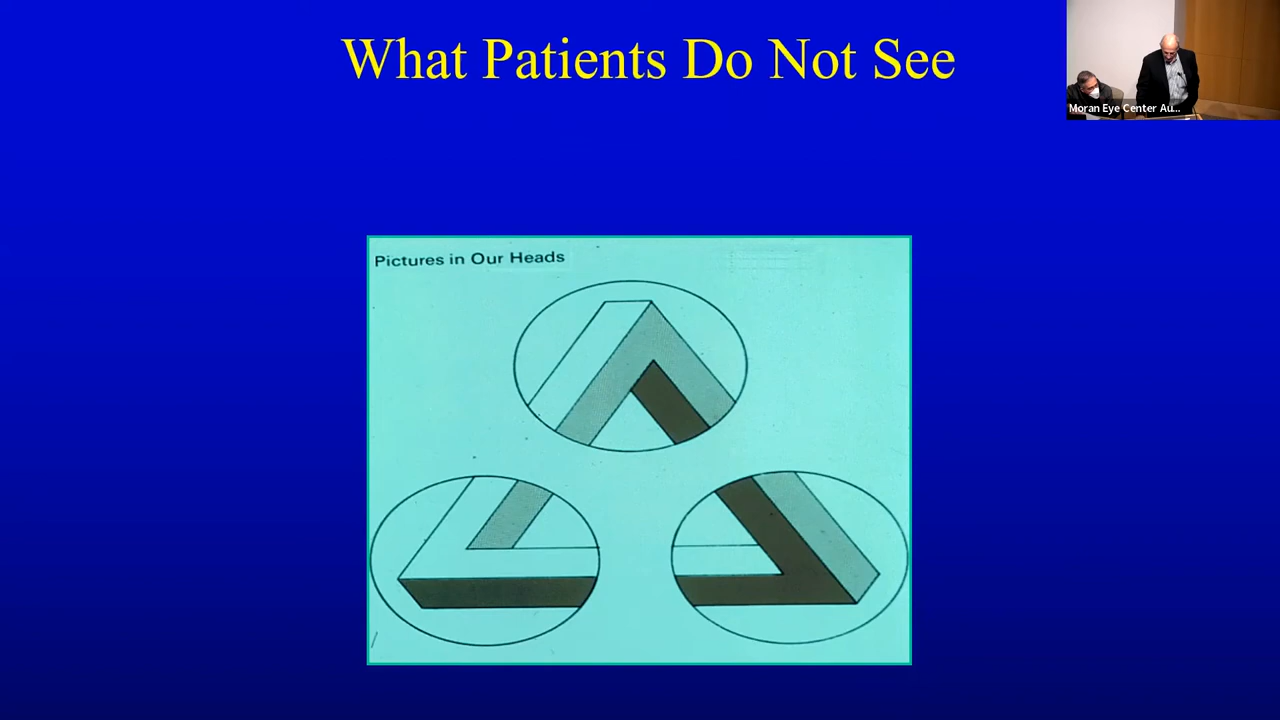 What Patients Do Not See
Moran Eye Center Au...
Pictures in Our Heads